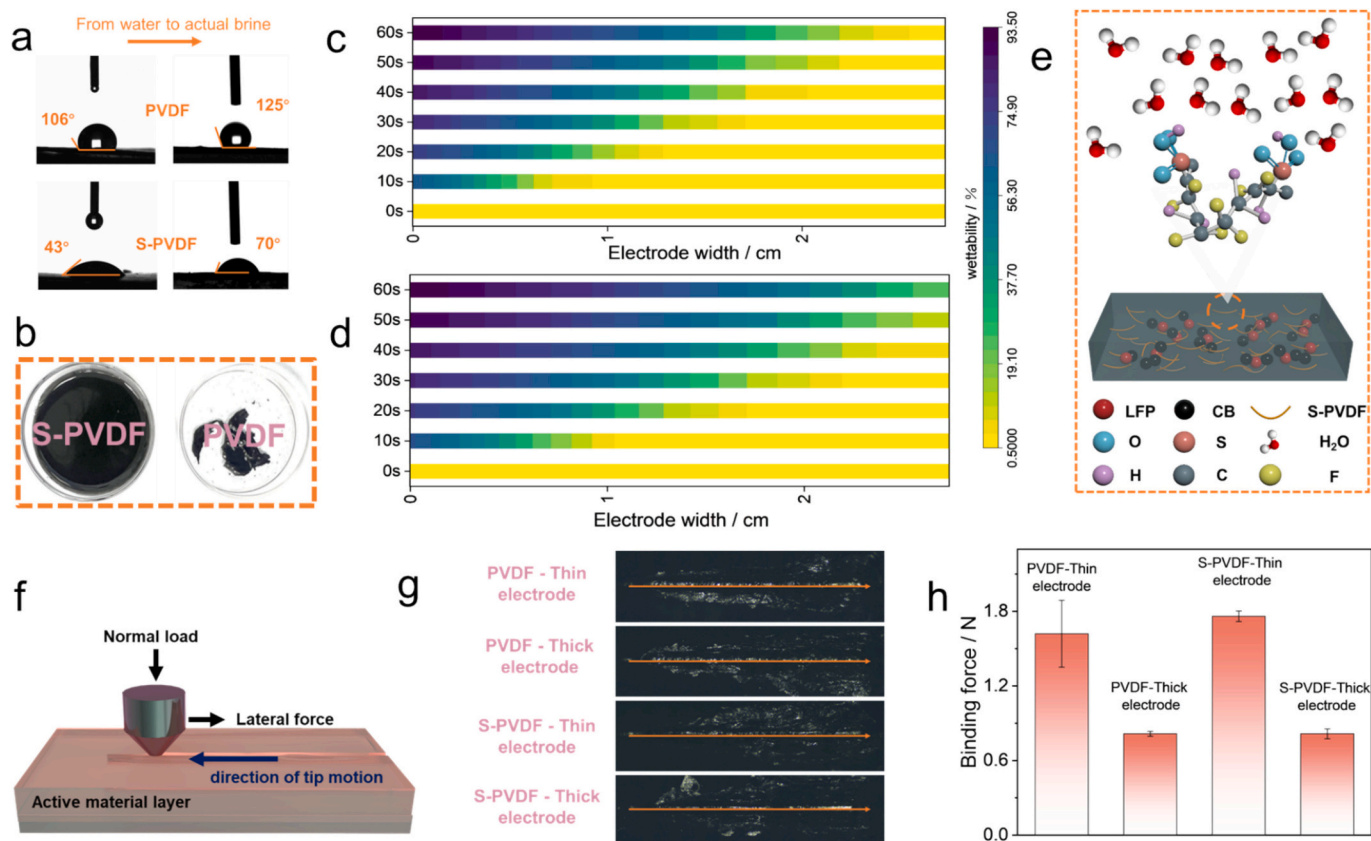 a
From water to actual brine
106°
PVDF
125°
43°
S-PVDF
70°
b
S-PVDF
PVDF
c
60s
50s
40s
30s
20s
10s
0s
0
1
2
Electrode width / cm
d
60s
50s
40s
30s
20s
10s
0s
0
1
2
Electrode width / cm
93.50
74.90
56.30
37.70
19.10
0.5000
wettability / %
e
LFP
CB
S-PVDF
O
S
H₂O
H
C
F
f
Normal load
Lateral force
direction of tip motion
Active material layer
g
PVDF - Thin
electrode
PVDF - Thick
electrode
S-PVDF - Thin
electrode
S-PVDF - Thick
electrode
h
Binding force / N
1.8
1.2
0.6
0.0
PVDF-Thin
electrode
PVDF-Thick
electrode
S-PVDF-Thin
electrode
S-PVDF-Thick
electrode